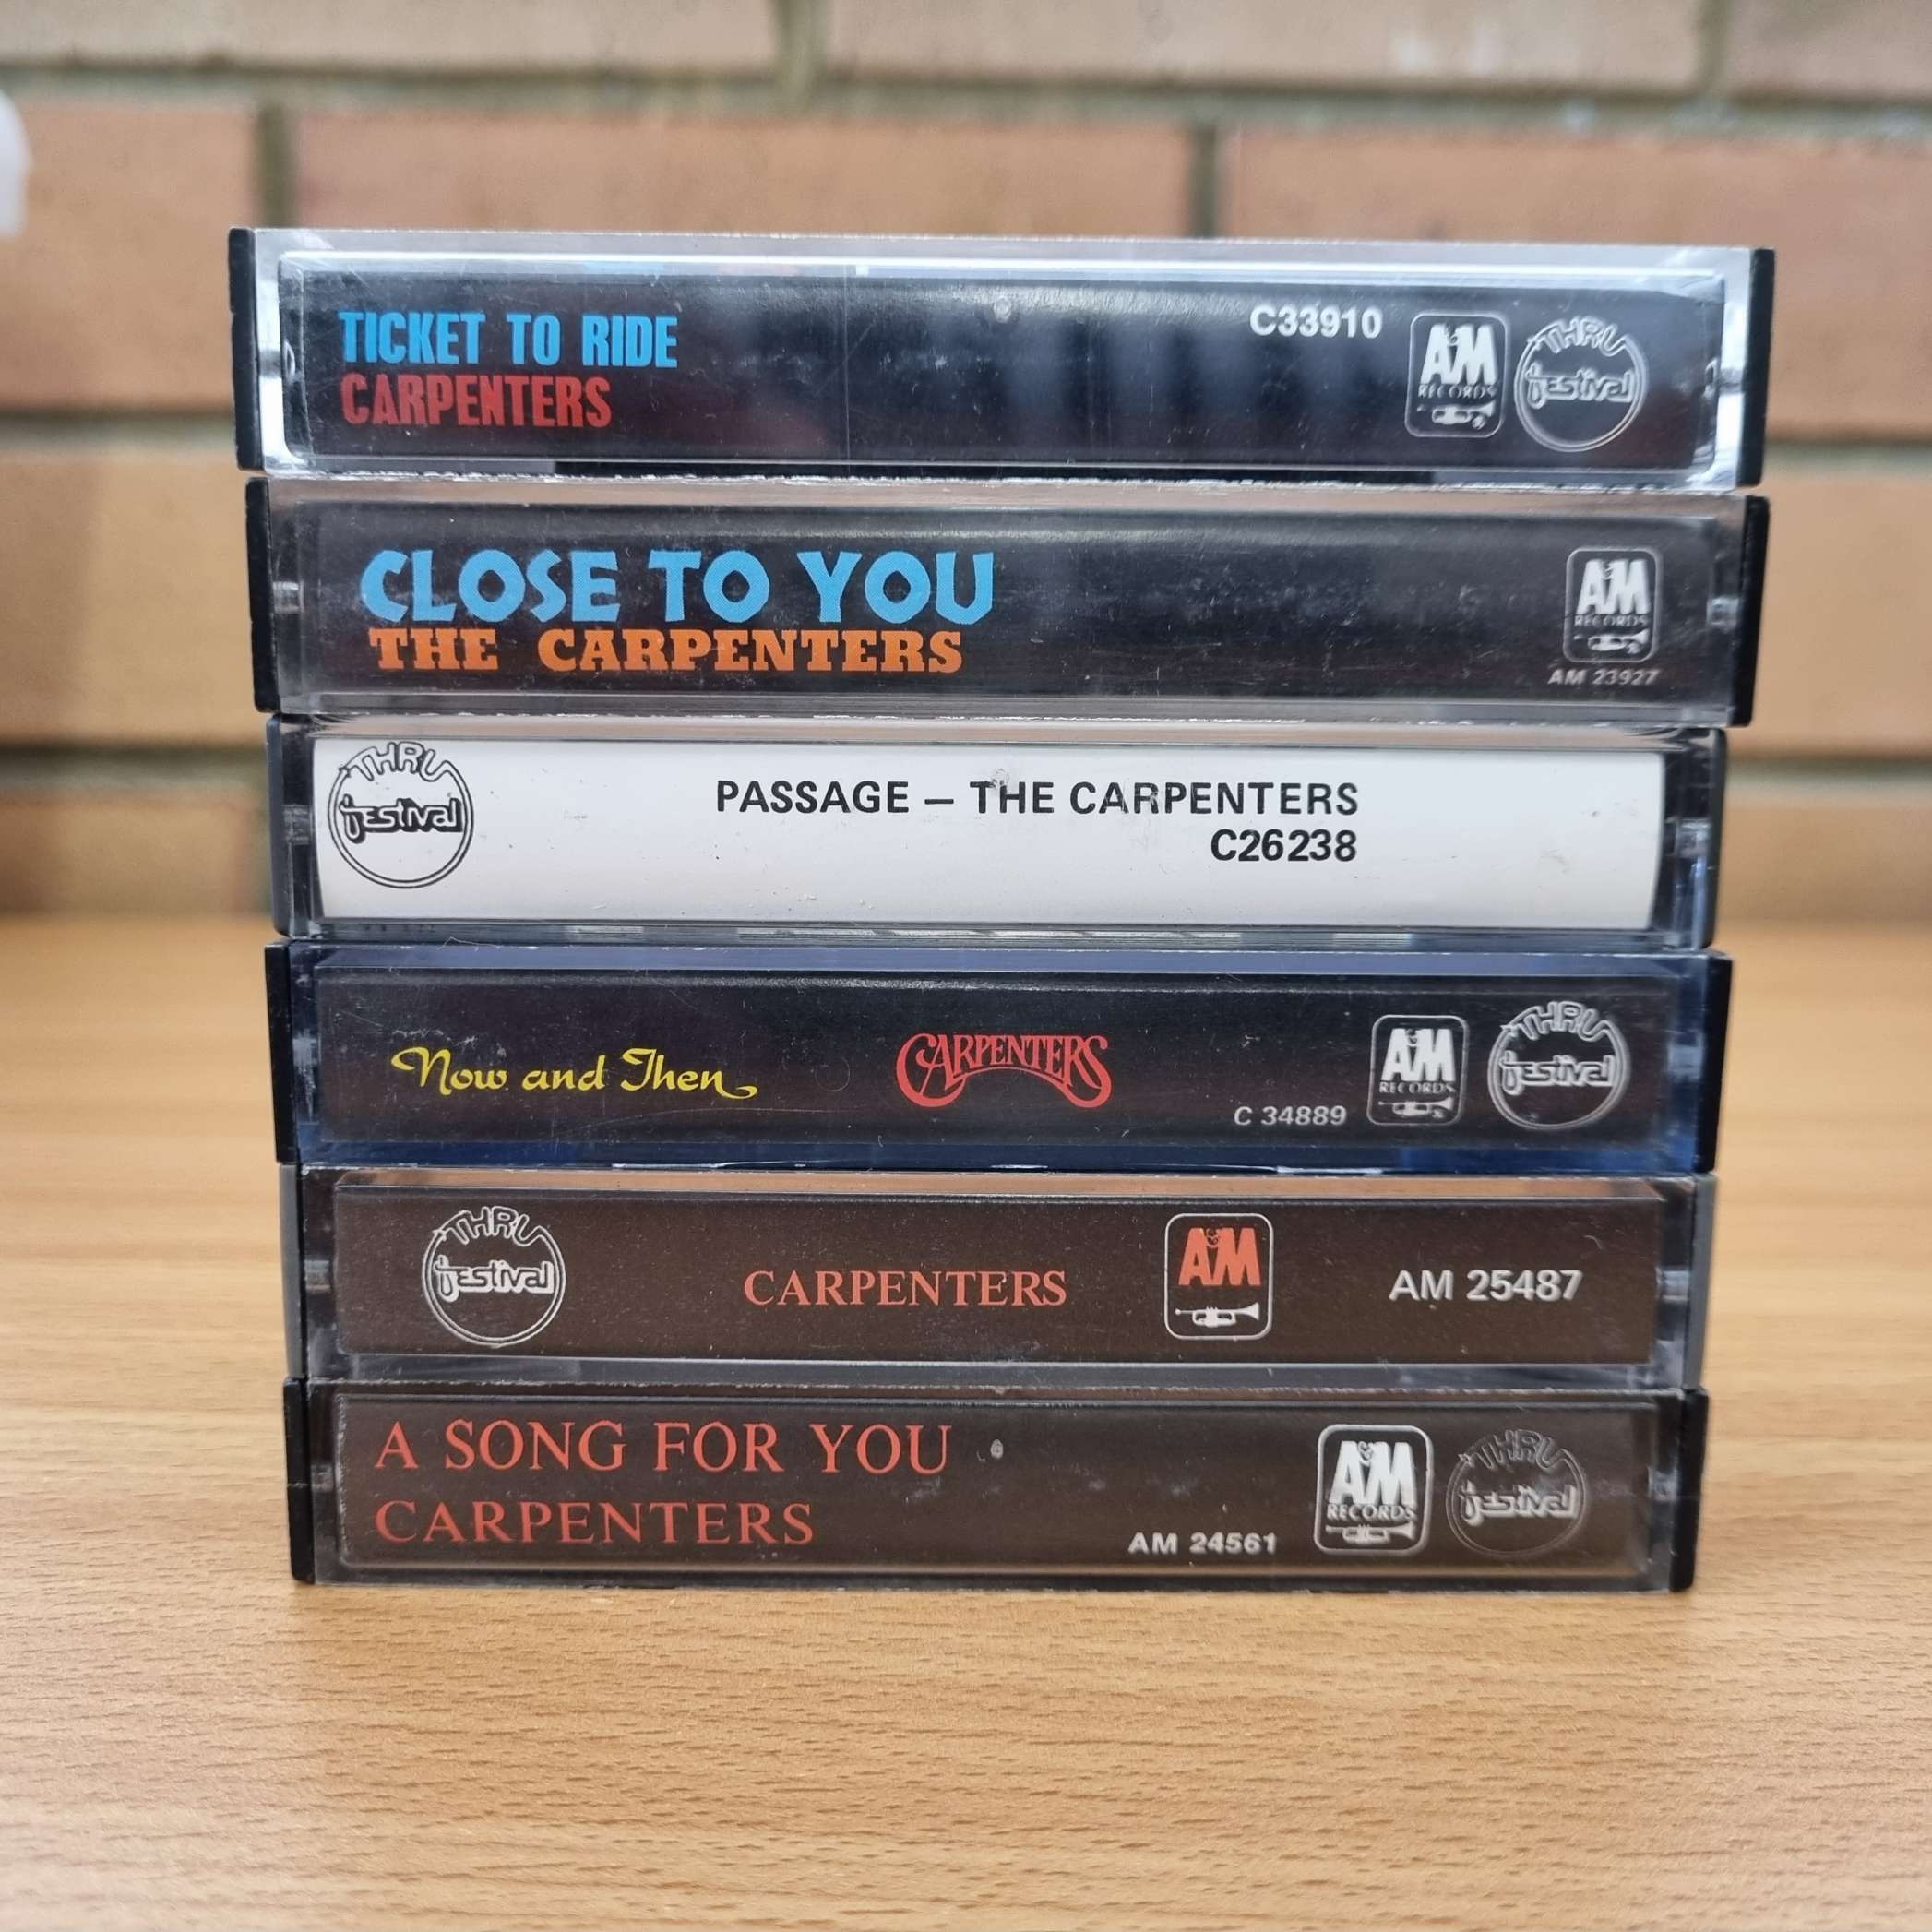 TICKET TO RIDE
CARPENTERS
C33910
A&M
RECORDS
THRU
festival
CLOSE TO YOU
THE CARPENTERS
A&M
RECORDS
AM 23927
THRU
festival
PASSAGE – THE CARPENTERS
C26238
Now and Then
CARPENTERS
C 34889
A&M
RECORDS
THRU
festival
THRU
festival
CARPENTERS
A&M
AM 25487
A SONG FOR YOU
CARPENTERS
AM 24561
A&M
RECORDS
THRU
festival